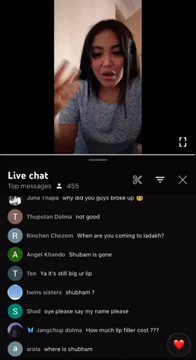 Live chat
Top messages 455
Juna Thapa why did you guys broke up 😳
Thupstan Dolma not good
Rinchen Chozom When are you coming to ladakh?
Angel Khando Shubam is gone
Ten Ya it's still big ur lip
twins sisters shubham ?
Shad oye please say my name please
Jangchup dolma How much lip filler cost ???
arola where is shubham